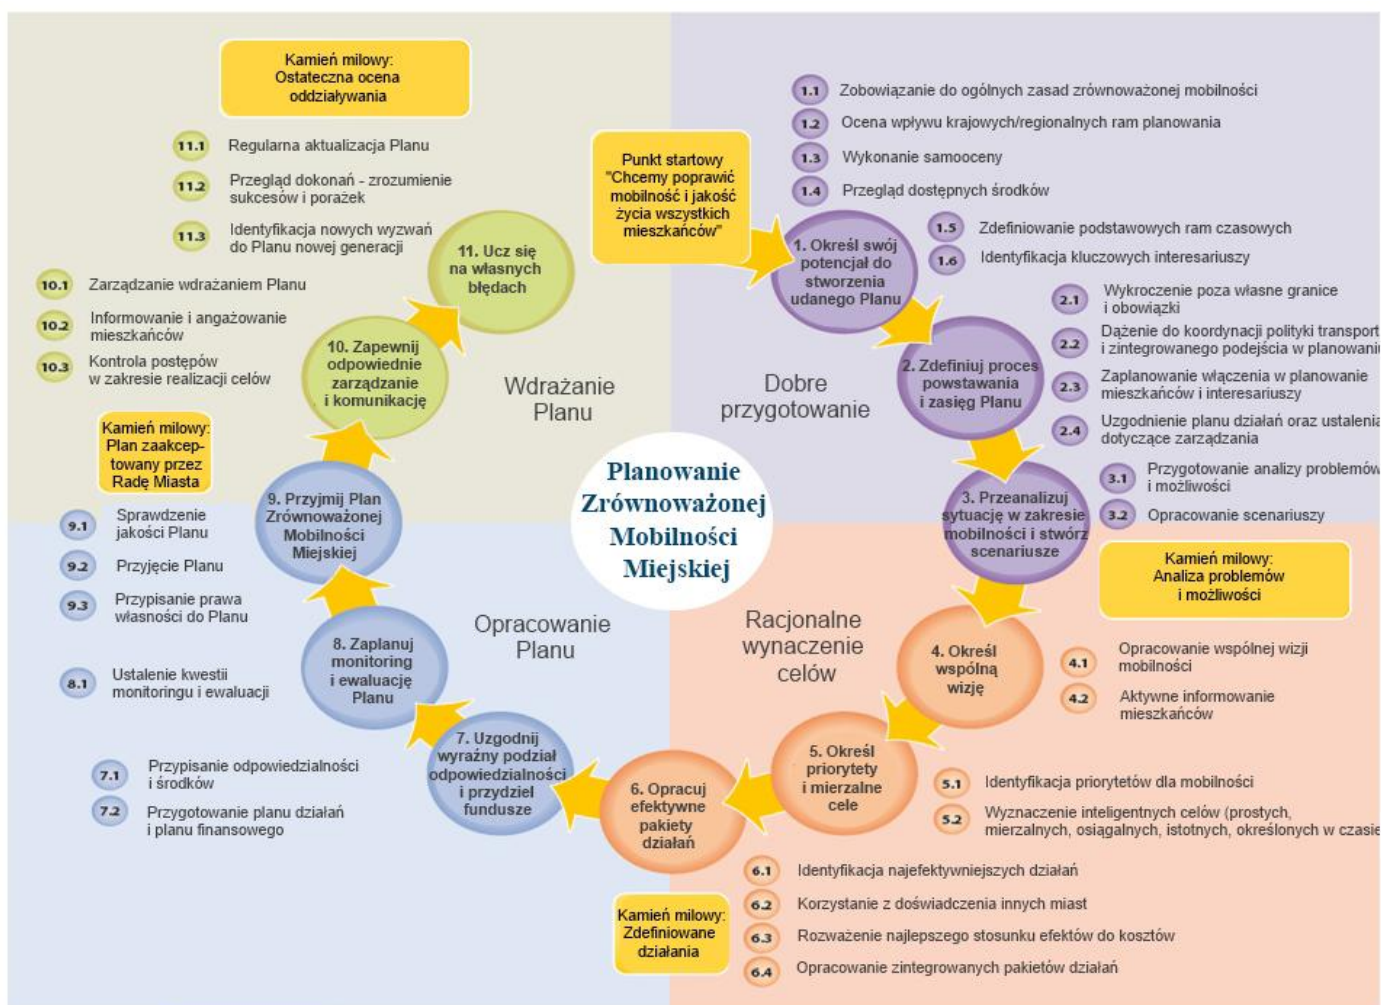 Kamień milowy:
Ostateczna ocena
oddziaływania
11.1 Regularna aktualizacja Planu
11.2 Przegląd dokonań - zrozumienie
sukcesów i porażek
11.3 Identyfikacja nowych wyzwań
do Planu nowej generacji
11. Ucz się
na własnych
błędach
10.1 Zarządzanie wdrażaniem Planu
10.2 Informowanie i angażowanie
mieszkańców
10.3 Kontrola postępów
w zakresie realizacji celów
10. Zapewnij
odpowiednie
zarządzanie
i komunikację
Wdrażanie
Planu
Punkt startowy
"Chcemy poprawić
mobilność i jakość
życia wszystkich
mieszkańców"
1.1 Zobowiązanie do ogólnych zasad zrównoważonej mobilności
1.2 Ocena wpływu krajowych/regionalnych ram planowania
1.3 Wykonanie samooceny
1.4 Przegląd dostępnych środków
1.5 Zdefiniowanie podstawowych ram czasowych
1.6 Identyfikacja kluczowych interesariuszy
1. Określ swój
potencjał do
stworzenia
udanego Planu
2.1 Wykroczenie poza własne granice
i obowiązki
2.2 Dążenie do koordynacji polityki transport
i zintegrowanego podejścia w planowaniu
2.3 Zaplanowanie włączenia w planowanie
mieszkańców i interesariuszy
2.4 Uzgodnienie planu działań oraz ustalenia
dotyczące zarządzania
2. Zdefiniuj proces
powstawania
i zasięg Planu
Dobre
przygotowanie
3.1 Przygotowanie analizy problemów
i możliwości
3.2 Opracowanie scenariuszy
3. Przeanalizuj
sytuację w zakresie
mobilności i stwórz
scenariusze
Kamień milowy:
Analiza problemów
i możliwości
Planowanie
Zrównoważonej
Mobilności
Miejskiej
Racjonalne
wynaczenie
celów
4. Określ
wspólną
wizję
4.1 Opracowanie wspólnej wizji
mobilności
4.2 Aktywne informowanie
mieszkańców
5. Określ
priorytety
i mierzalne
cele
5.1 Identyfikacja priorytetów dla mobilności
5.2 Wyznaczenie inteligentnych celów (prostych,
mierzalnych, osiągalnych, istotnych, określonych w czasie
6. Opracuj
efektywne
pakiety
działań
6.1 Identyfikacja najefektywniejszych działań
6.2 Korzystanie z doświadczenia innych miast
6.3 Rozważenie najlepszego stosunku efektów do kosztów
6.4 Opracowanie zintegrowanych pakietów działań
Kamień milowy:
Zdefiniowane
działania
Opracowanie
Planu
7. Uzgodnij
wyraźny podział
odpowiedzialności
i przydziel
fundusze
7.1 Przypisanie odpowiedzialności
i środków
7.2 Przygotowanie planu działań
i planu finansowego
8. Zaplanuj
monitoring
i ewaluację
Planu
8.1 Ustalenie kwestii
monitoringu i ewaluacji
9. Przyjmij Plan
Zrównoważonej
Mobilności
Miejskiej
9.1 Sprawdzenie
jakości Planu
9.2 Przyjęcie Planu
9.3 Przypisanie prawa
własności do Planu
Kamień milowy:
Plan zaakcep-
towany przez
Radę Miasta